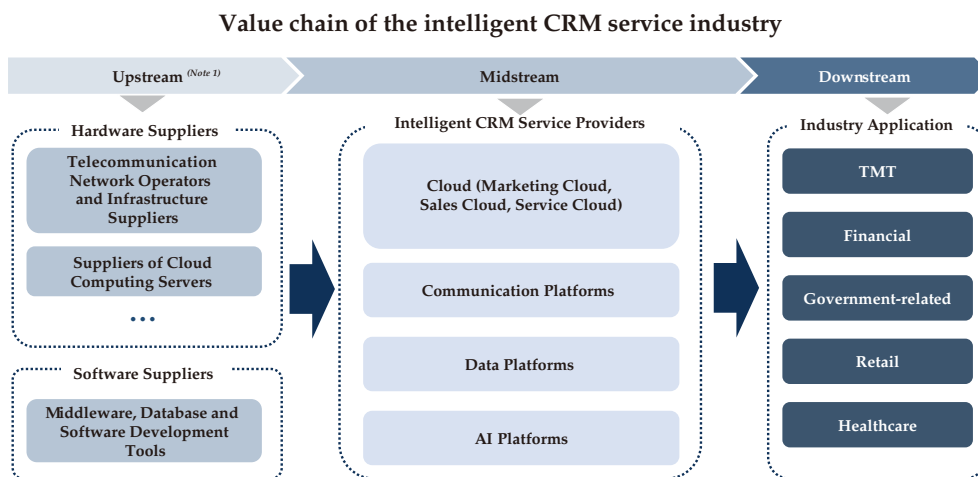 Value chain of the intelligent CRM service industry
Upstream (Note 1)
Midstream
Downstream
Hardware Suppliers
Telecommunication
Network Operators
and Infrastructure
Suppliers
Suppliers of Cloud
Computing Servers
...
Software Suppliers
Middleware, Database and
Software Development
Tools
Intelligent CRM Service Providers
Cloud (Marketing Cloud,
Sales Cloud, Service Cloud)
Communication Platforms
Data Platforms
AI Platforms
Industry Application
TMT
Financial
Government-related
Retail
Healthcare